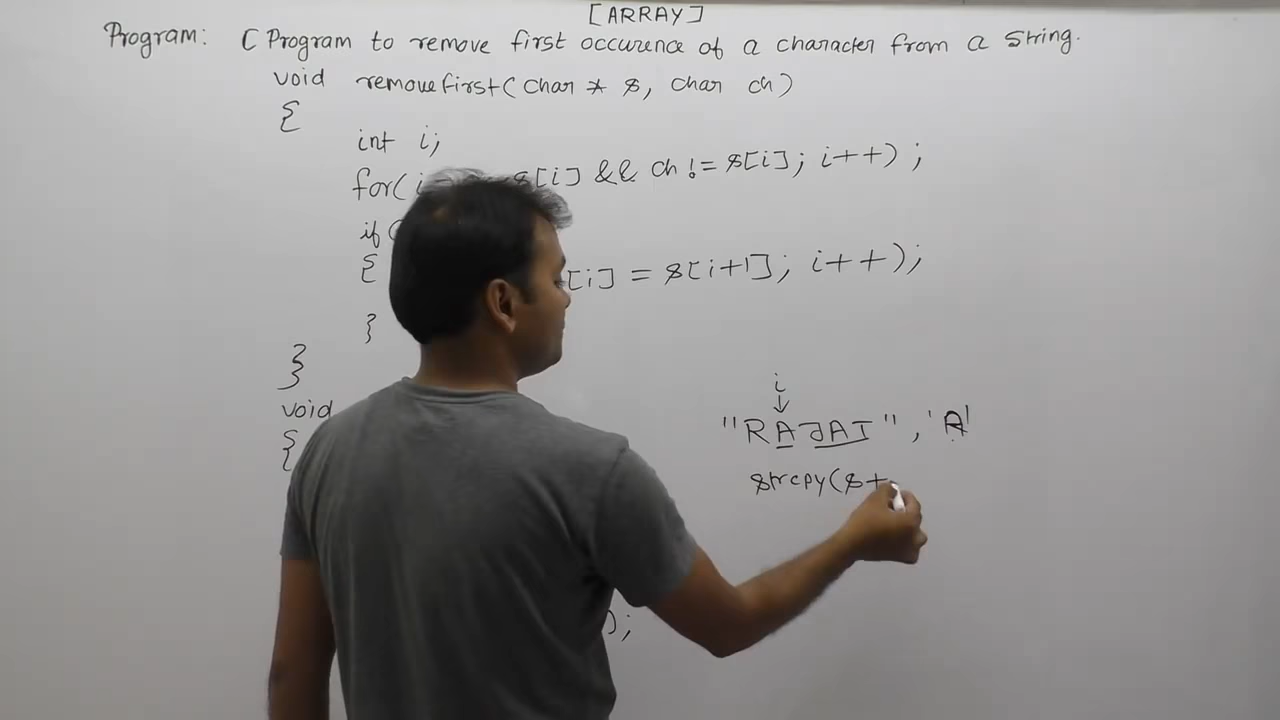 [ARRAY]
Program: C Program to remove first occurence of a character from a string.
void removefirst(char * s, char ch)
{
int i;
for(i s[i] && ch != s[i]; i++);
if(
{ [i] = s[i+1]; i++);
}
}
void
{
i
↓
"RAJAI", 'A'
strcpy(s+
);